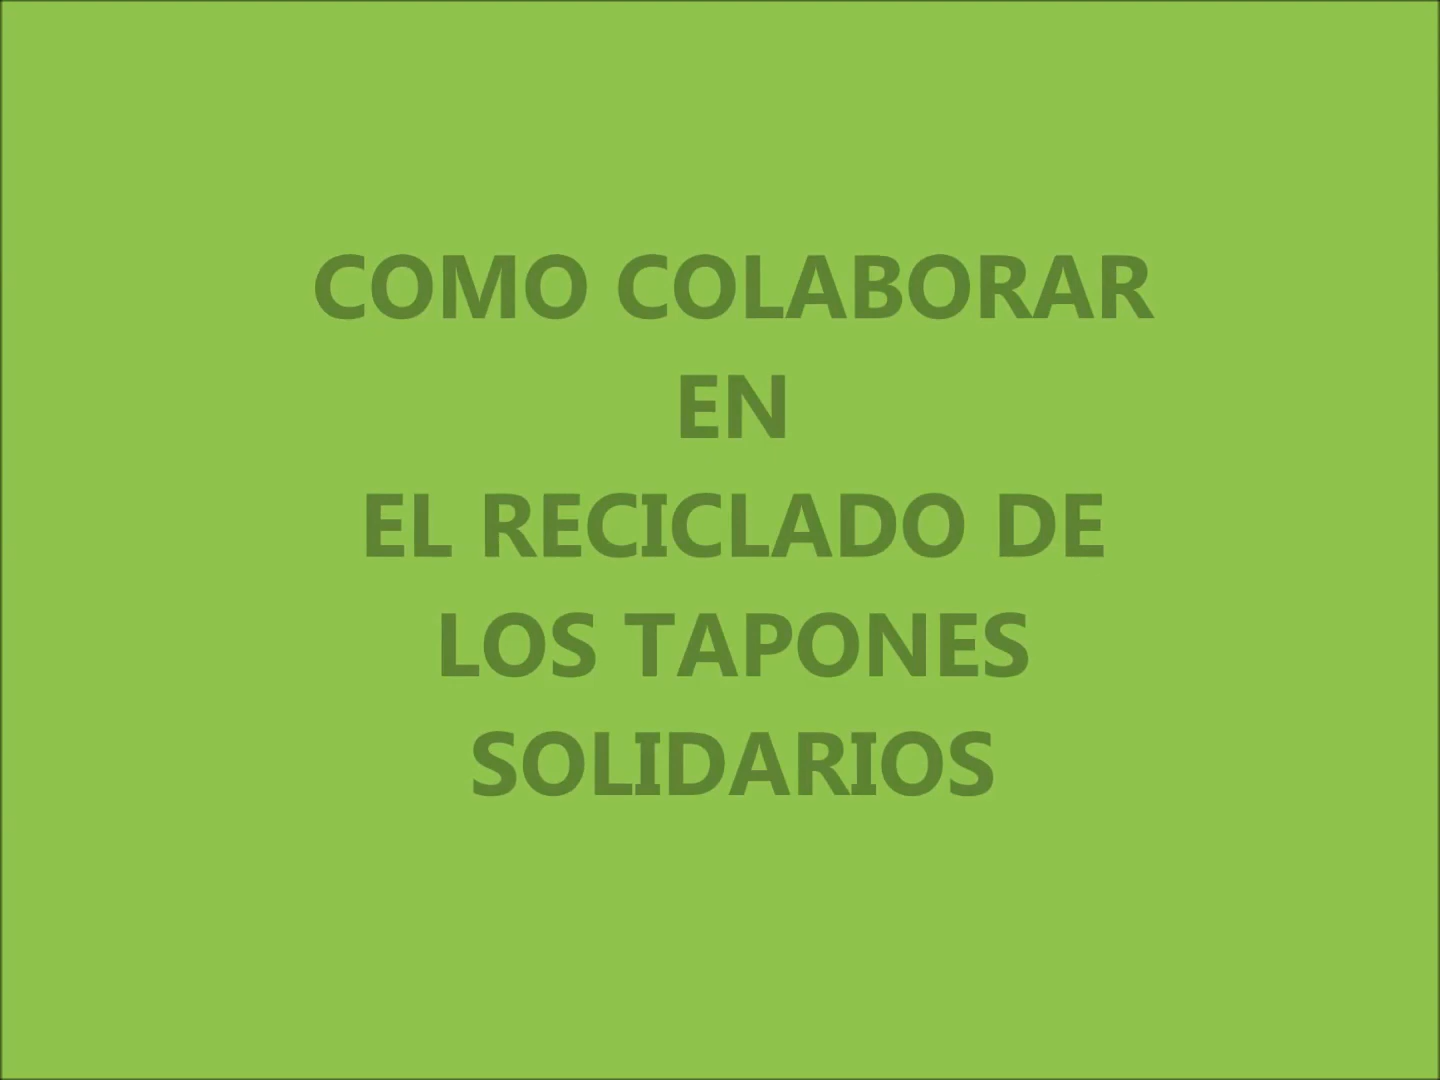 COMO COLABORAR
EN
EL RECICLADO DE
LOS TAPONES
SOLIDARIOS